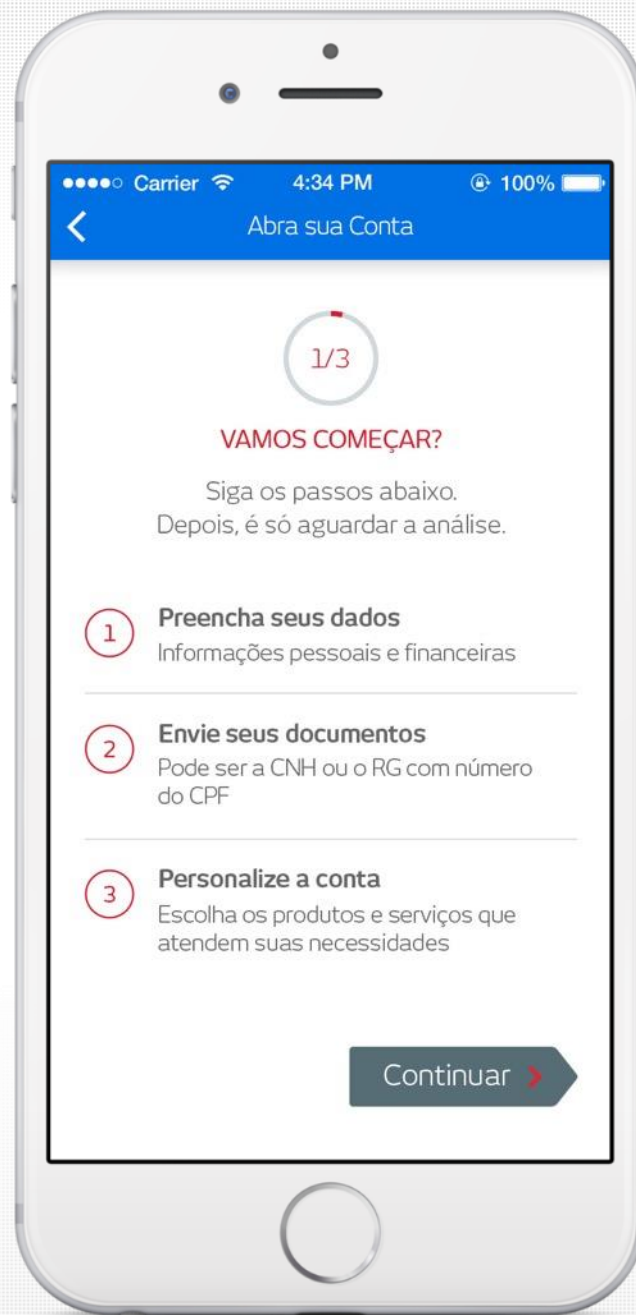 Carrier 4:34 PM 100%
Abra sua Conta
1/3
VAMOS COMEÇAR?
Siga os passos abaixo.
Depois, é só aguardar a análise.
1 Preencha seus dados
Informações pessoais e financeiras
2 Envie seus documentos
Pode ser a CNH ou o RG com número
do CPF
3 Personalize a conta
Escolha os produtos e serviços que
atendem suas necessidades
Continuar